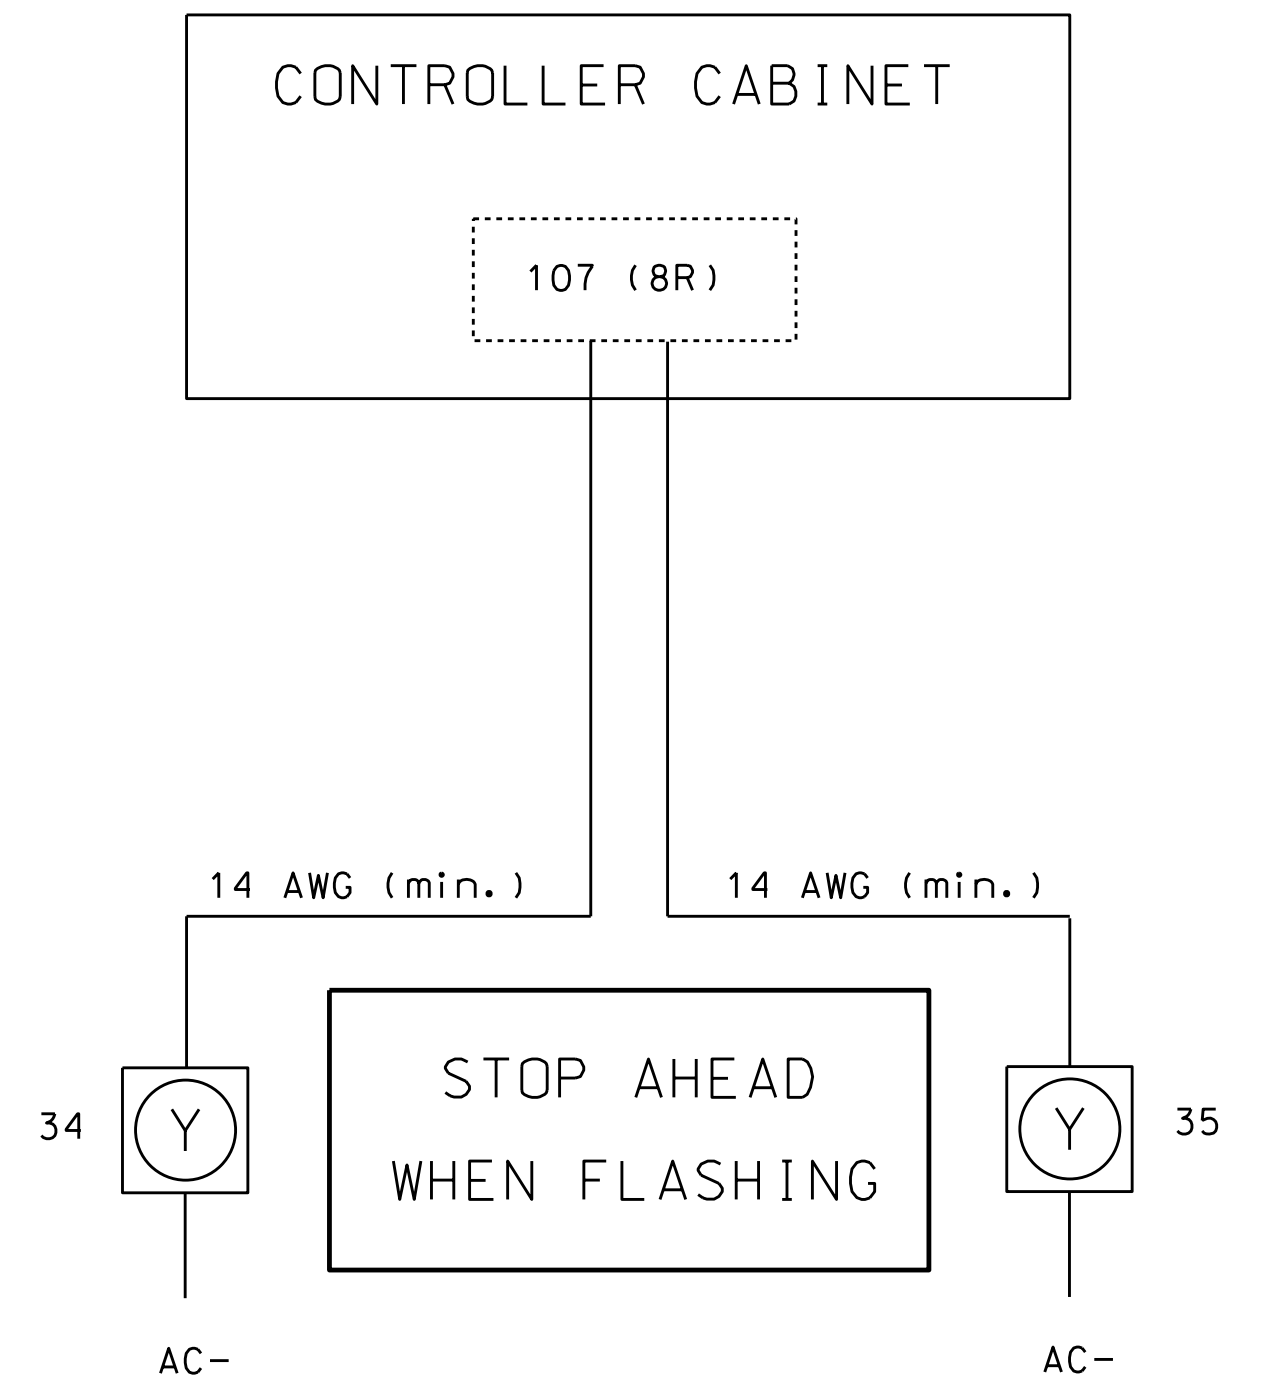 CONTROLLER CABINET
107 (8R)
14 AWG (min.)
14 AWG (min.)
STOP AHEAD
WHEN FLASHING
34
Y
Y
35
AC-
AC-